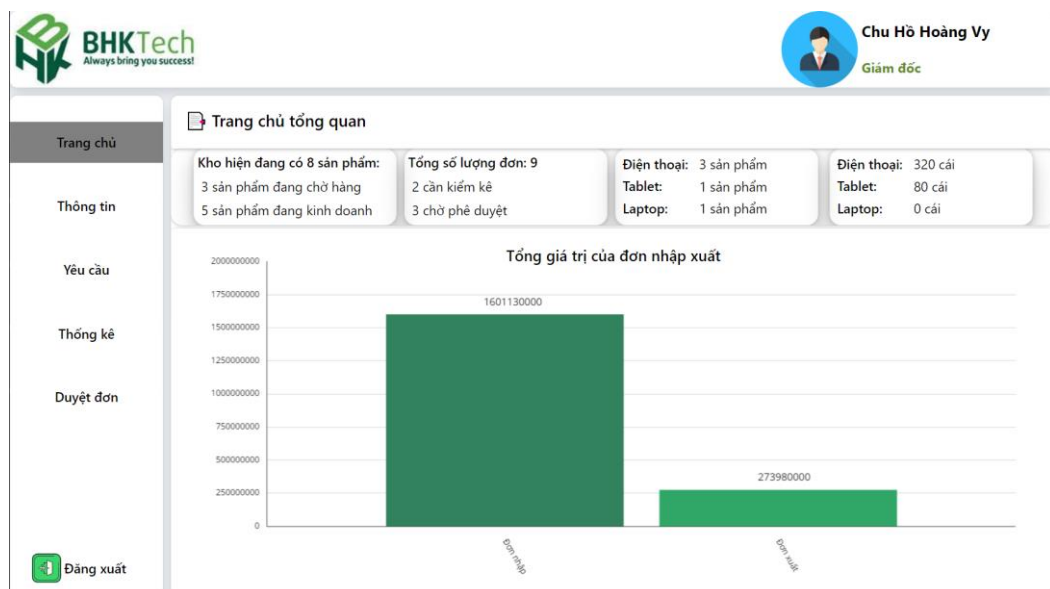 BHKTech
Always bring you success!
Chu Hồ Hoàng Vy
Giám đốc
Trang chủ
Thông tin
Yêu cầu
Thống kê
Duyệt đơn
Đăng xuất
Trang chủ tổng quan
Kho hiện đang có 8 sản phẩm:
3 sản phẩm đang chờ hàng
5 sản phẩm đang kinh doanh
Tổng số lượng đơn: 9
2 cần kiểm kê
3 chờ phê duyệt
Điện thoại: 3 sản phẩm
Tablet: 1 sản phẩm
Laptop: 1 sản phẩm
Điện thoại: 320 cái
Tablet: 80 cái
Laptop: 0 cái
Tổng giá trị của đơn nhập xuất
2000000000
1750000000
1500000000
1250000000
1000000000
750000000
500000000
250000000
0
1601130000
273980000
Đơn nhập
Đơn xuất